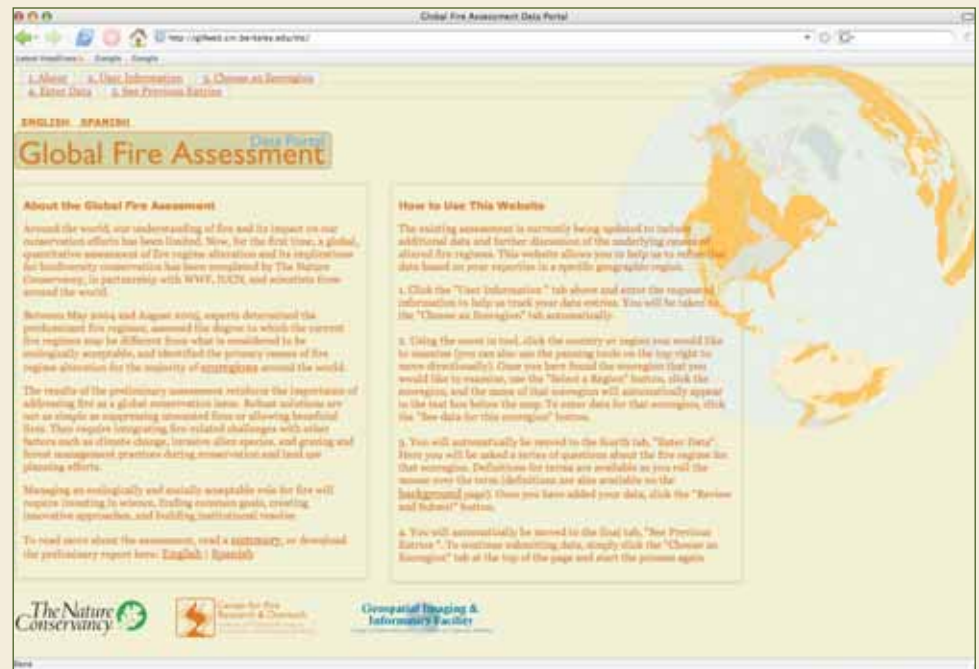 Global Fire Assessment Data Portal
Latest Headlines Google Google
1. About 2. User Information 3. Choose an Ecoregion
4. Enter Data 5. See Previous Entries
ENGLISH SPANISH
Data Portal
Global Fire Assessment
About the Global Fire Assessment
Around the world, our understanding of fire and its impact on our
conservation efforts has been limited. Now, for the first time, a global,
quantitative assessment of fire regime alteration and its implications
for biodiversity conservation has been completed by The Nature
Conservancy, in partnership with WWF, IUCN, and scientists from
around the world.
Between May 2004 and August 2005, experts determined the
predominant fire regimes, assessed the degree to which the current
fire regimes may be different from what is considered to be
ecologically acceptable, and identified the primary causes of fire
regime alteration for the majority of ecoregions around the world.
The results of the preliminary assessment reinforce the importance of
addressing fire as a global conservation issue. Robust solutions are
not as simple as suppressing unwanted fires or allowing beneficial
fires. They require integrating fire-related challenges with other
factors such as climate change, invasive alien species, and grazing and
forest management practices during conservation and land use
planning efforts.
Managing an ecologically and socially acceptable role for fire will
require investing in science, finding common goals, creating
innovative approaches, and building institutional resolve.
To read more about the assessment, read a summary, or download
the preliminary report here: English | Spanish
How to Use This Website
The existing assessment is currently being updated to include
additional data and further discussion of the underlying causes of
altered fire regimes. This website allows you to help us to refine the
data based on your expertise in a specific geographic region.
1. Click the "User Information " tab above and enter the requested
information to help us track your data entries. You will be taken to
the "Choose an Ecoregion" tab automatically.
2. Using the zoom in tool, click the country or region you would like
to examine (you can also use the panning tools on the top right to
move directionally). Once you have found the ecoregion that you
would like to examine, use the "Select a Region" button, click the
ecoregion, and the name of that ecoregion will automatically appear
in the text box below the map. To enter data for that ecoregion, click
the "See data for this ecoregion" button.
3. You will automatically be moved to the fourth tab, "Enter Data".
Here you will be asked a series of questions about the fire regime for
that ecoregion. Definitions for terms are available as you roll the
mouse over the term (definitions are also available on the
background page). Once you have added your data, click the "Review
and Submit" button.
4. You will automatically be moved to the final tab, "See Previous
Entries ". To continue submitting data, simply click the "Choose an
Ecoregion" tab at the top of the page and start the process again.
The Nature
Conservancy
Center for Fire
Research & Outreach
Geospatial Imaging &
Informatics Facility
Done